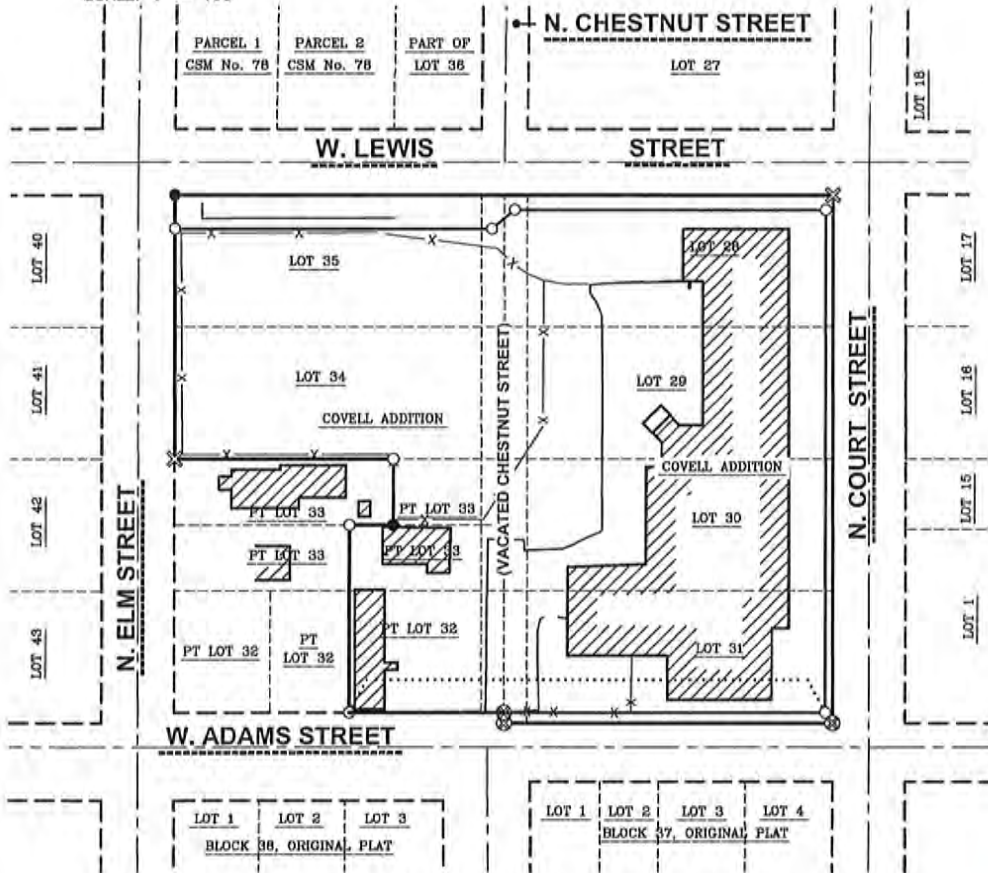 N. CHESTNUT STREET
PARCEL 1
CSM No. 78
PARCEL 2
CSM No. 78
PART OF
LOT 36
LOT 27
LOT 18
W. LEWIS
STREET
LOT 40
LOT 35
LOT 28
LOT 17
LOT 41
LOT 34
COVELL ADDITION
(VACATED CHESTNUT STREET)
LOT 29
LOT 16
N. COURT STREET
COVELL ADDITION
LOT 42
PT LOT 33
PT LOT 33
LOT 30
LOT 15
N. ELM STREET
PT LOT 33
PT LOT 33
LOT 43
PT LOT 32
PT
LOT 32
PT LOT 32
LOT 31
LOT 1
W. ADAMS STREET
LOT 1
LOT 2
LOT 3
BLOCK 38, ORIGINAL PLAT
LOT 1
LOT 2
LOT 3
LOT 4
BLOCK 37, ORIGINAL PLAT